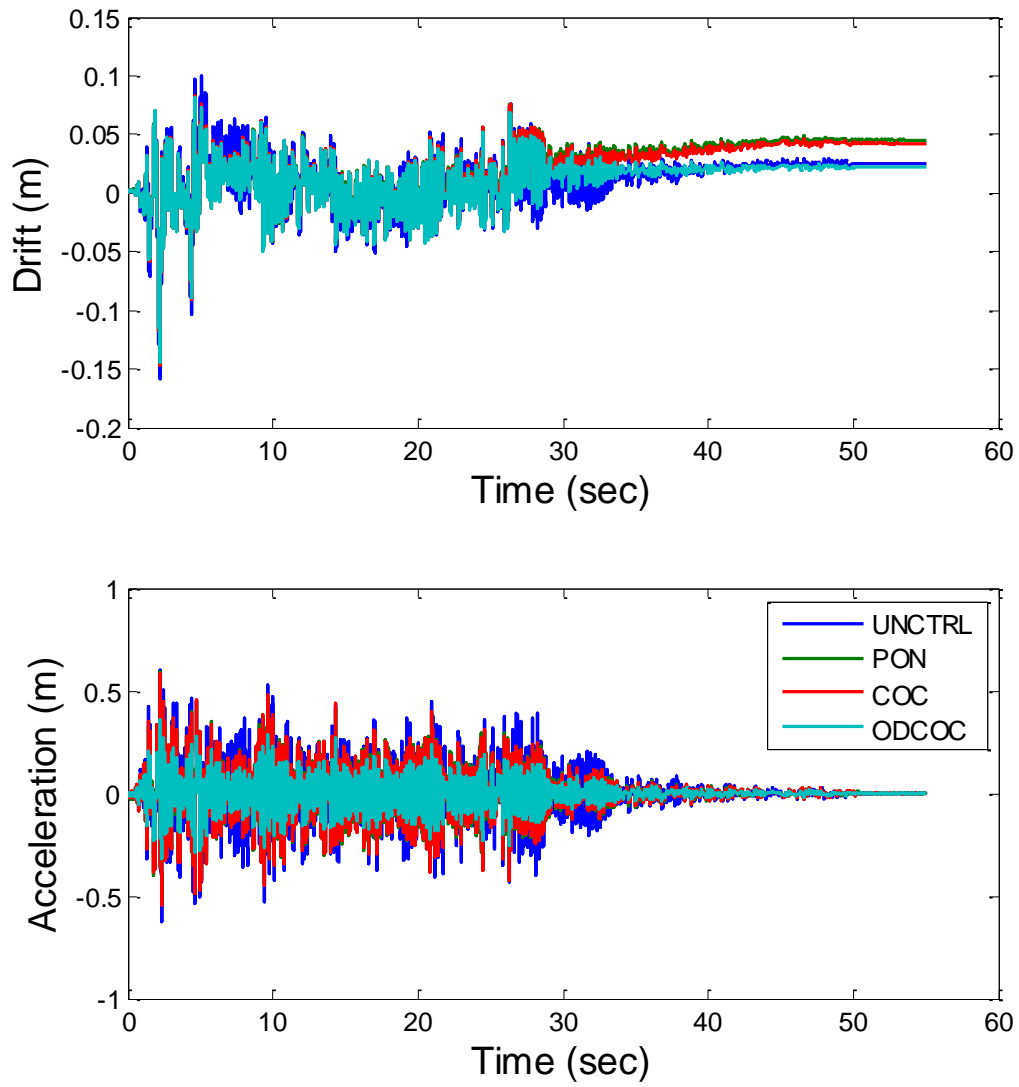 0.15
0.1
0.05
0
-0.05
-0.1
-0.15
-0.2
Drift (m)
0 10 20 30 40 50 60
Time (sec)
1
0.5
0
-0.5
-1
Acceleration (m)
UNCTRL
PON
COC
ODCOC
0 10 20 30 40 50 60
Time (sec)